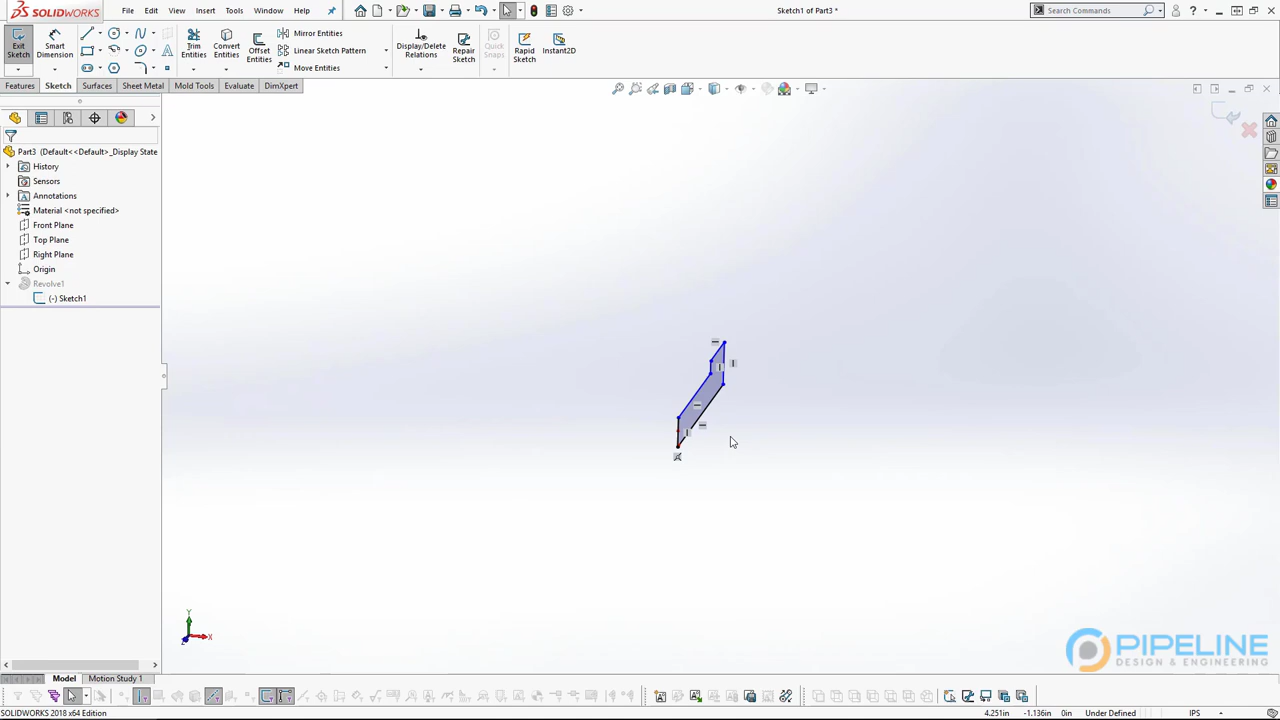 SOLIDWORKS
File Edit View Insert Tools Window Help
Sketch1 of Part3 *
Search Commands
Exit Sketch
Smart Dimension
Trim Entities
Convert Entities
Offset Entities
Mirror Entities
Linear Sketch Pattern
Move Entities
Display/Delete Relations
Repair Sketch
Quick Snaps
Rapid Sketch
Instant2D
Features Sketch Surfaces Sheet Metal Mold Tools Evaluate DimXpert
Part3 (Default<<Default>_Display State
History
Sensors
Annotations
Material <not specified>
Front Plane
Top Plane
Right Plane
Origin
Revolve1
(-) Sketch1
Y
X
Z
PIPELINE
DESIGN & ENGINEERING
Model Motion Study 1
SOLIDWORKS 2018 x64 Edition
4.251in -1.136in 0in Under Defined IPS